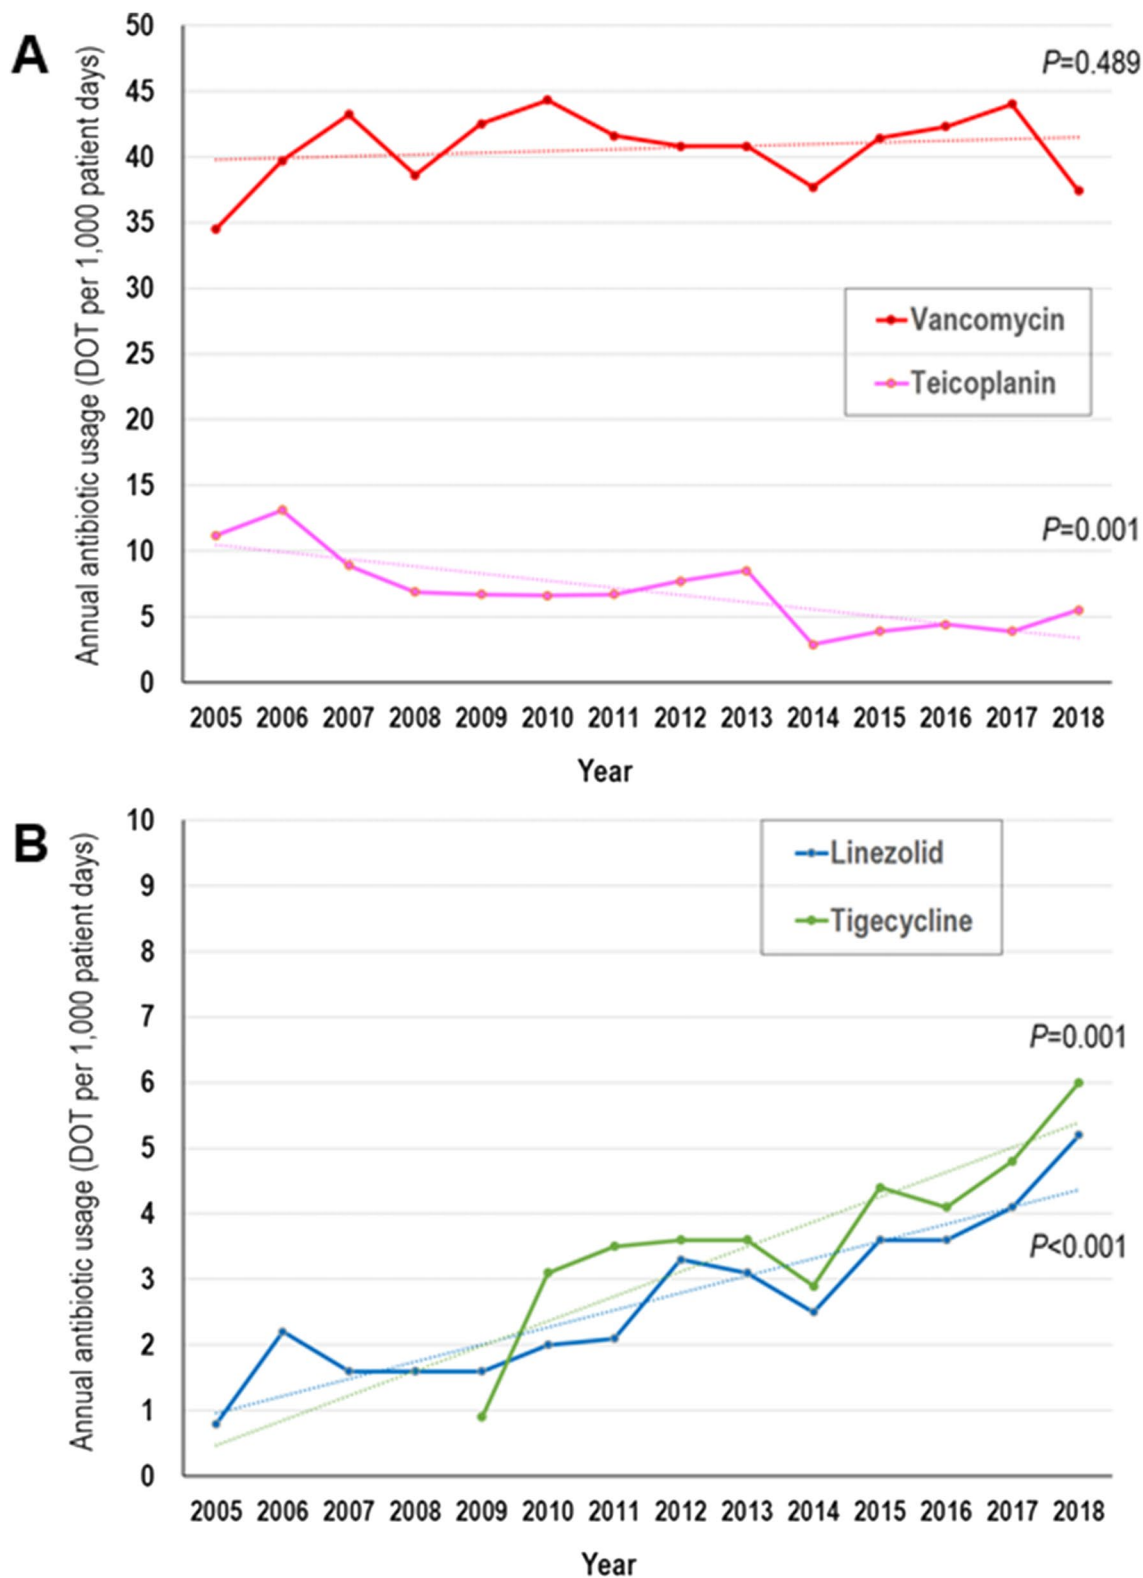 A
Annual antibiotic usage (DOT per 1,000 patient days)
50
45
40
35
30
25
20
15
10
5
0
P=0.489
Vancomycin
Teicoplanin
P=0.001
2005 2006 2007 2008 2009 2010 2011 2012 2013 2014 2015 2016 2017 2018
Year
B
Annual antibiotic usage (DOT per 1,000 patient days)
10
9
8
7
6
5
4
3
2
1
0
Linezolid
Tigecycline
P=0.001
P<0.001
2005 2006 2007 2008 2009 2010 2011 2012 2013 2014 2015 2016 2017 2018
Year